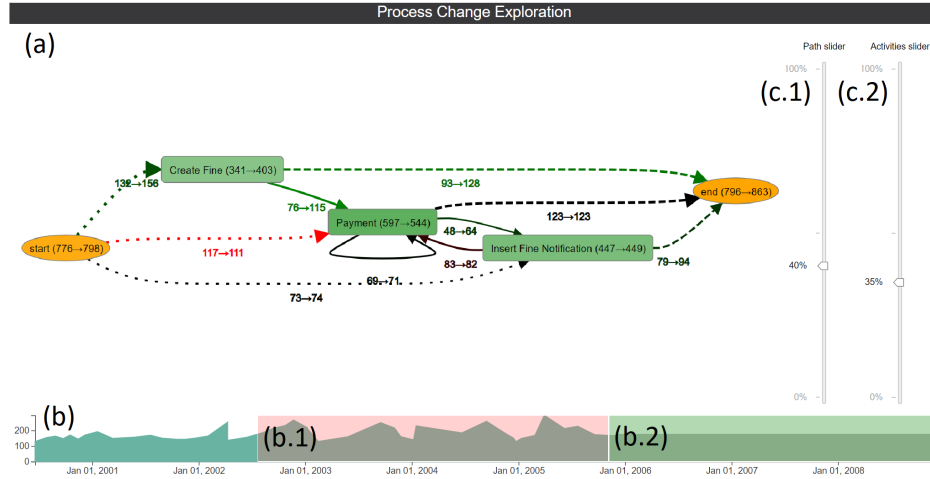 Process Change Exploration
(a)
Path slider
Activities slider
100%
100%
(c.1)
(c.2)
Create Fine (341→403)
132→156
93→128
end (796→863)
76→115
Payment (597→544)
123→123
48→64
start (776→798)
117→111
Insert Fine Notification (447→449)
83→82
79→94
40%
69→71
35%
73→74
0%
0%
(b)
(b.1)
(b.2)
200
100
0
Jan 01, 2001
Jan 01, 2002
Jan 01, 2003
Jan 01, 2004
Jan 01, 2005
Jan 01, 2006
Jan 01, 2007
Jan 01, 2008